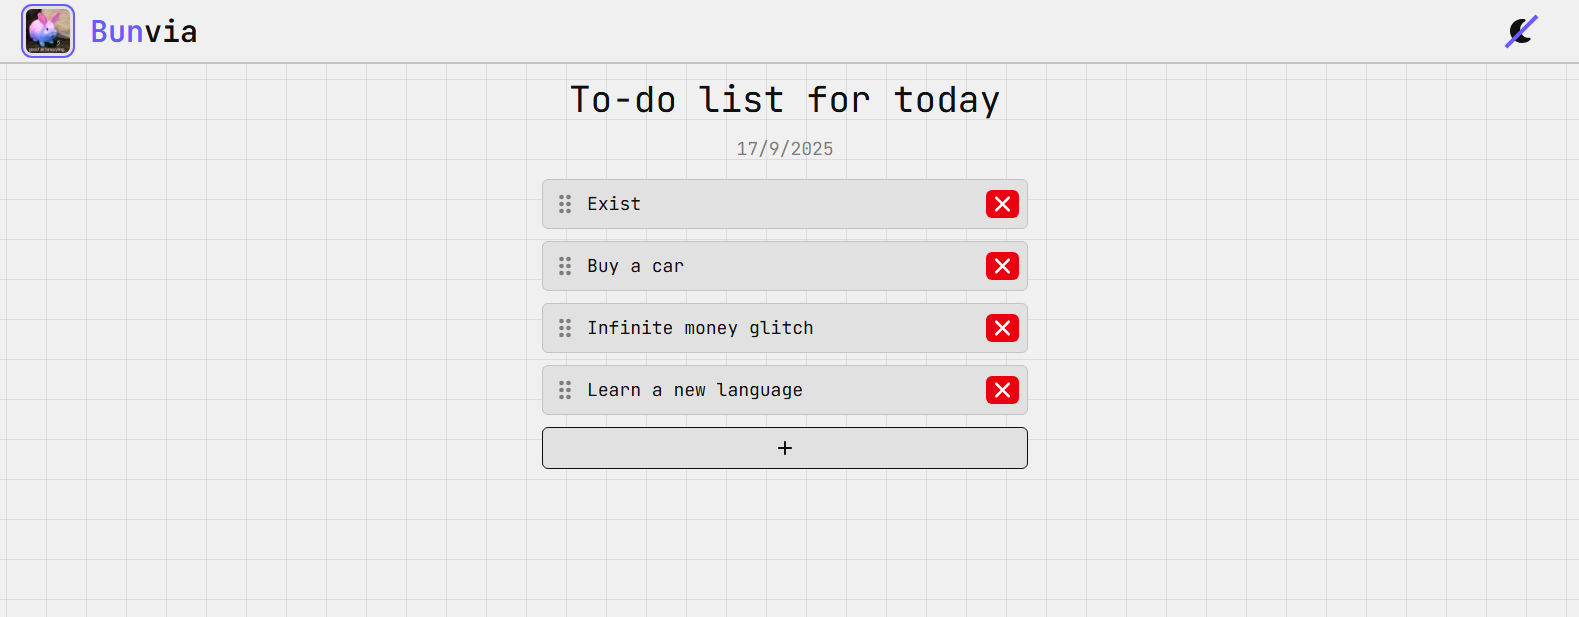 Bunvia
To-do list for today
17/9/2025
Exist
Buy a car
Infinite money glitch
Learn a new language
+